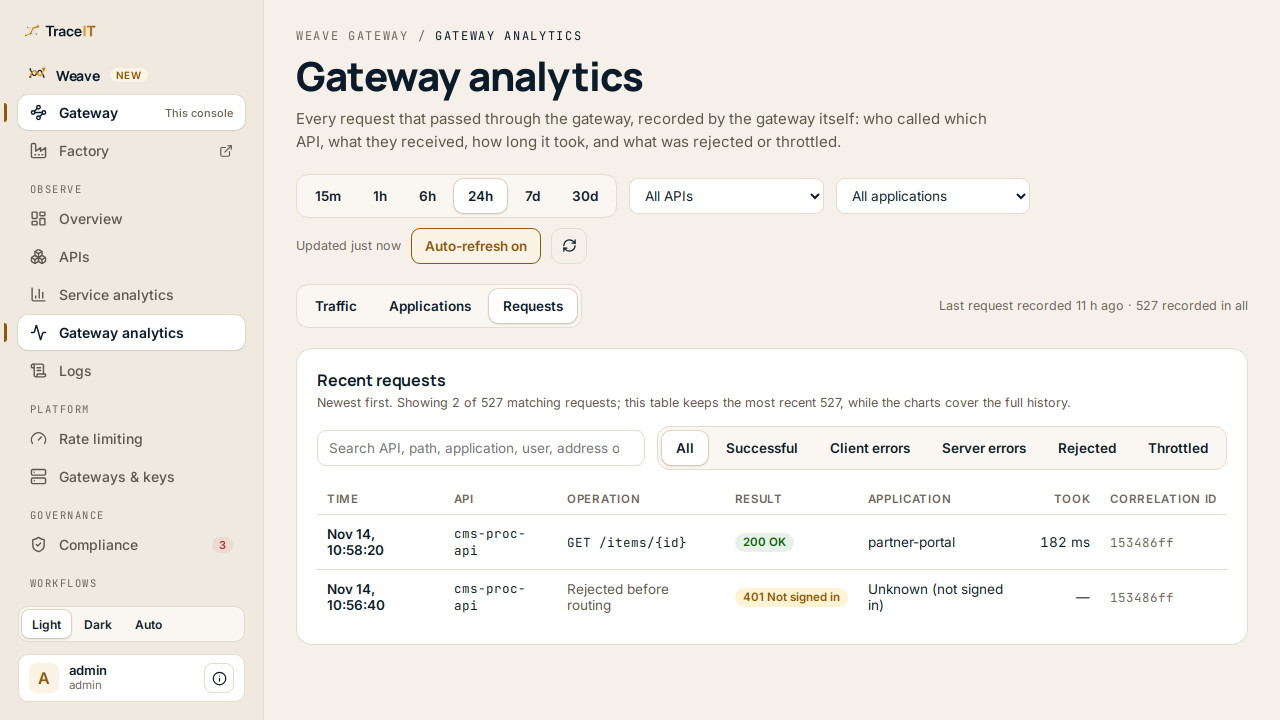 TraceIT
Weave NEW
Gateway This console
Factory
OBSERVE
Overview
APIs
Service analytics
Gateway analytics
Logs
PLATFORM
Rate limiting
Gateways & keys
GOVERNANCE
Compliance 3
WORKFLOWS
Light Dark Auto
A admin
admin
WEAVE GATEWAY / GATEWAY ANALYTICS
Gateway analytics
Every request that passed through the gateway, recorded by the gateway itself: who called which
API, what they received, how long it took, and what was rejected or throttled.
15m 1h 6h 24h 7d 30d All APIs All applications
Updated just now Auto-refresh on
Traffic Applications Requests Last request recorded 11 h ago · 527 recorded in all
Recent requests
Newest first. Showing 2 of 527 matching requests; this table keeps the most recent 527, while the charts cover the full history.
Search API, path, application, user, address o All Successful Client errors Server errors Rejected Throttled
TIME API OPERATION RESULT APPLICATION TOOK CORRELATION ID
Nov 14, 10:58:20 cms-proc-api GET /items/{id} 200 OK partner-portal 182 ms 153486ff
Nov 14, 10:56:40 cms-proc-api Rejected before routing 401 Not signed in Unknown (not signed in) — 153486ff